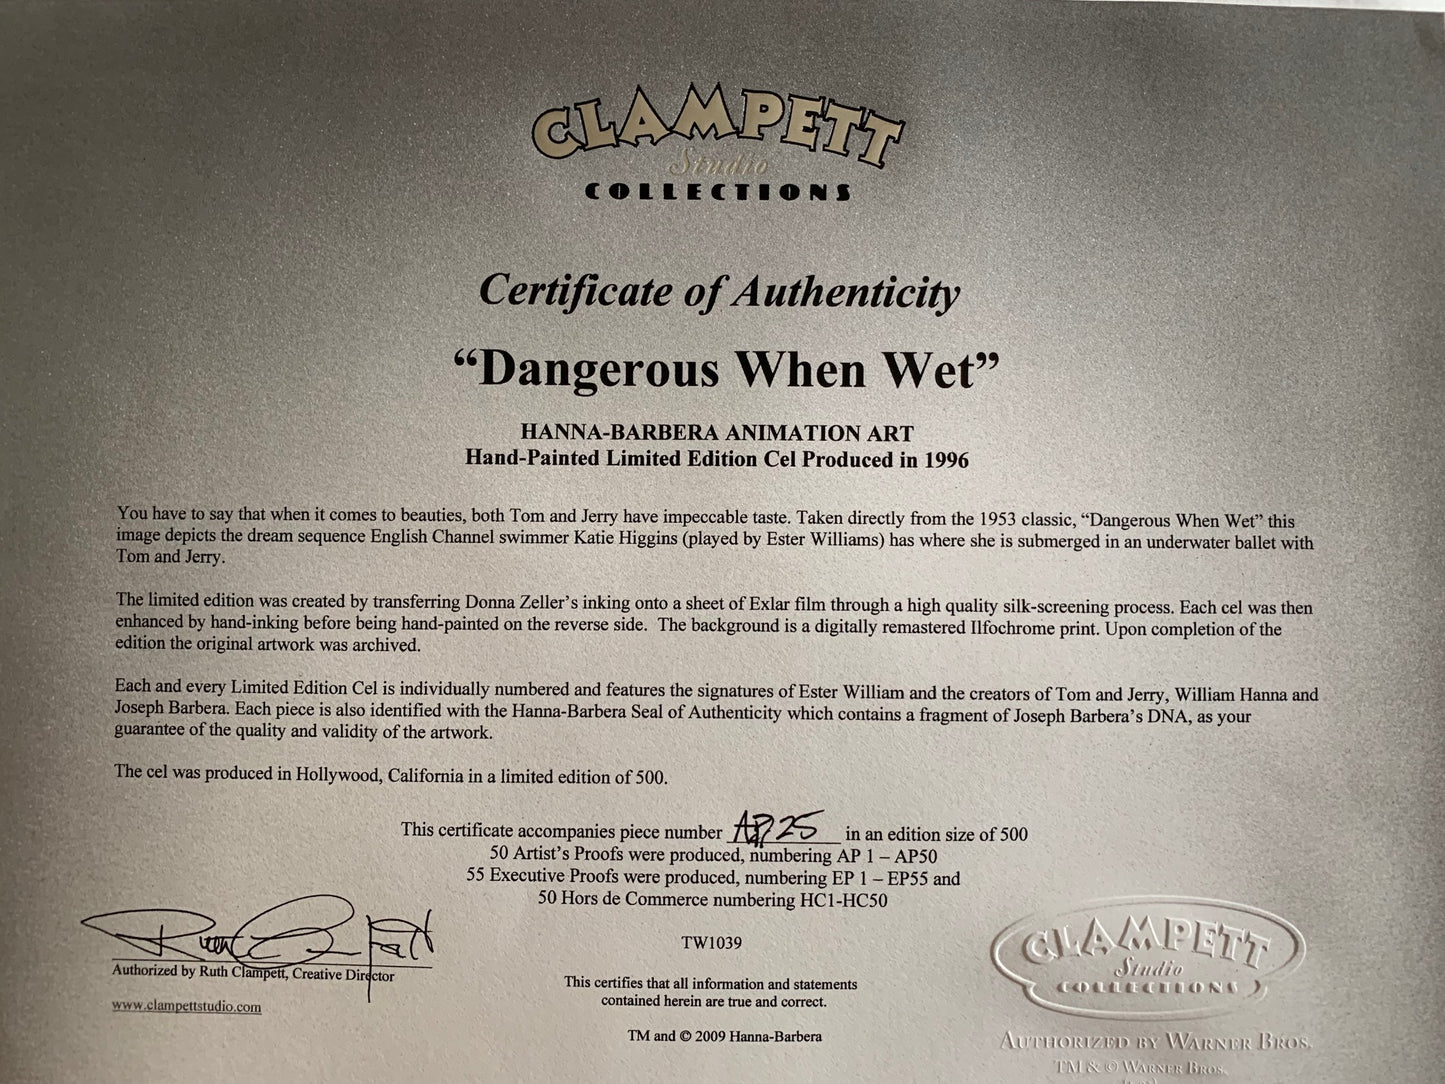 CLAMPETT
Studio
COLLECTIONS
Certificate of Authenticity
“Dangerous When Wet”
HANNA-BARBERA ANIMATION ART
Hand-Painted Limited Edition Cel Produced in 1996
You have to say that when it comes to beauties, both Tom and Jerry have impeccable taste. Taken directly from the 1953 classic, “Dangerous When Wet” this
image depicts the dream sequence English Channel swimmer Katie Higgins (played by Ester Williams) has where she is submerged in an underwater ballet with
Tom and Jerry.
The limited edition was created by transferring Donna Zeller’s inking onto a sheet of Exlar film through a high quality silk-screening process. Each cel was then
enhanced by hand-inking before being hand-painted on the reverse side. The background is a digitally remastered Ilfochrome print. Upon completion of the
edition the original artwork was archived.
Each and every Limited Edition Cel is individually numbered and features the signatures of Ester William and the creators of Tom and Jerry, William Hanna and
Joseph Barbera. Each piece is also identified with the Hanna-Barbera Seal of Authenticity which contains a fragment of Joseph Barbera’s DNA, as your
guarantee of the quality and validity of the artwork.
The cel was produced in Hollywood, California in a limited edition of 500.
This certificate accompanies piece number AP 25 in an edition size of 500
50 Artist’s Proofs were produced, numbering AP 1 – AP50
55 Executive Proofs were produced, numbering EP 1 – EP55 and
50 Hors de Commerce numbering HC1-HC50
TW1039
Authorized by Ruth Clampett, Creative Director
www.clampettstudio.com
This certifies that all information and statements
contained herein are true and correct.
TM and © 2009 Hanna-Barbera
CLAMPETT
Studio
COLLECTIONS
AUTHORIZED BY WARNER BROS.
TM & © WARNER BROS.